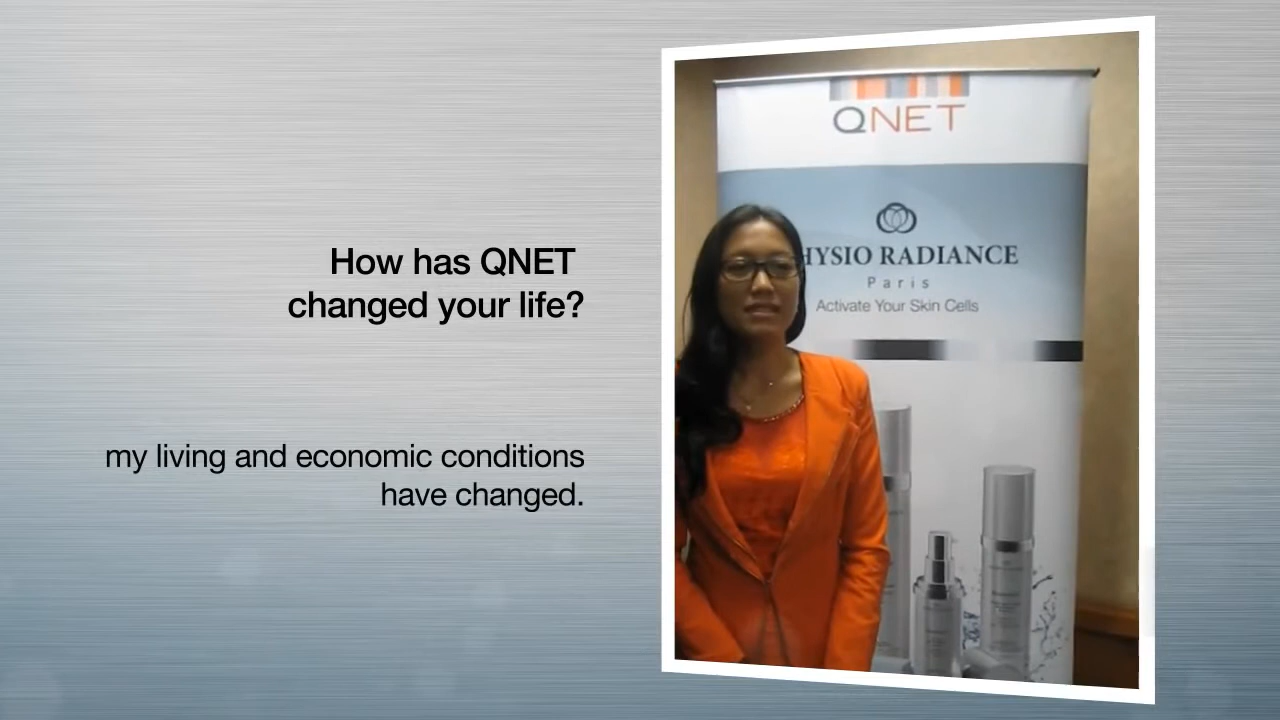 How has QNET
changed your life?
my living and economic conditions
have changed.
QNET
HYSIO RADIANCE
Paris
Activate Your Skin Cells